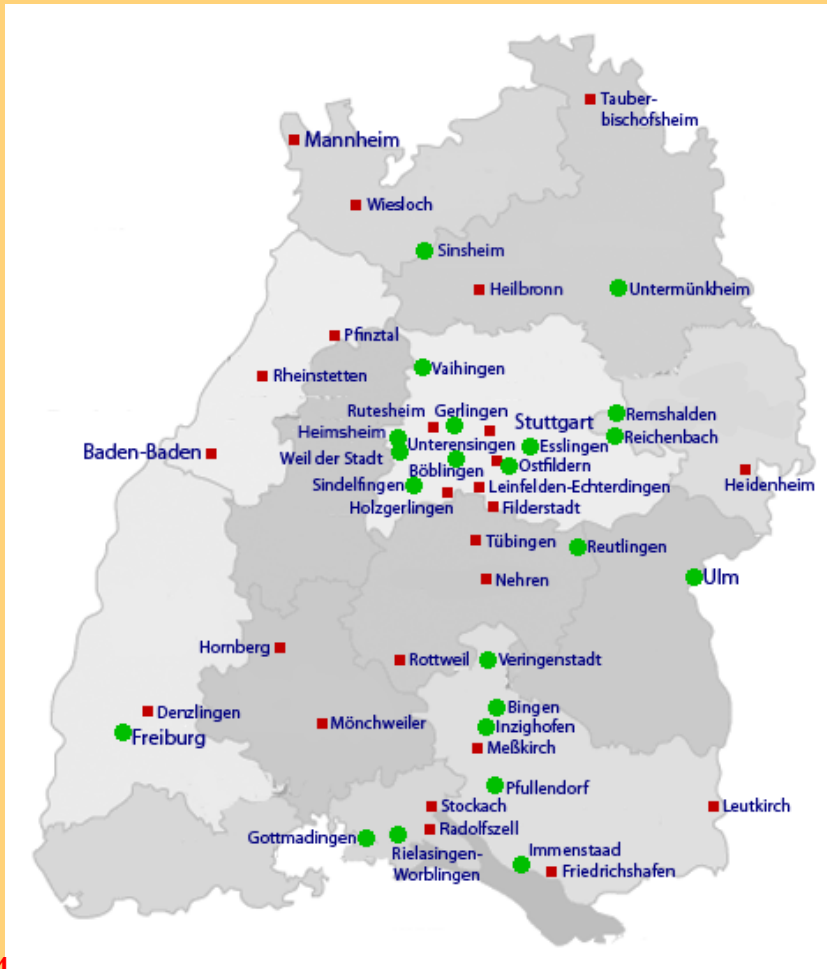 Tauber-
bischofsheim
Mannheim
Wiesloch
Sinsheim
Heilbronn
Untermünkheim
Pfinztal
Vaihingen
Rheinstetten
Rutesheim
Gerlingen
Stuttgart
Remshalden
Heimsheim
Unterensingen
Esslingen
Reichenbach
Baden-Baden
Weil der Stadt
Böblingen
Ostfildern
Heidenheim
Sindelfingen
Leinfelden-Echterdingen
Holzgerlingen
Filderstadt
Tübingen
Reutlingen
Nehren
Ulm
Hornberg
Rottweil
Veringenstadt
Denzlingen
Bingen
Freiburg
Mönchweiler
Inzighofen
Meßkirch
Pfullendorf
Stockach
Leutkirch
Radolfszell
Gottmadingen
Rielasingen-
Worblingen
Immenstaad
Friedrichshafen